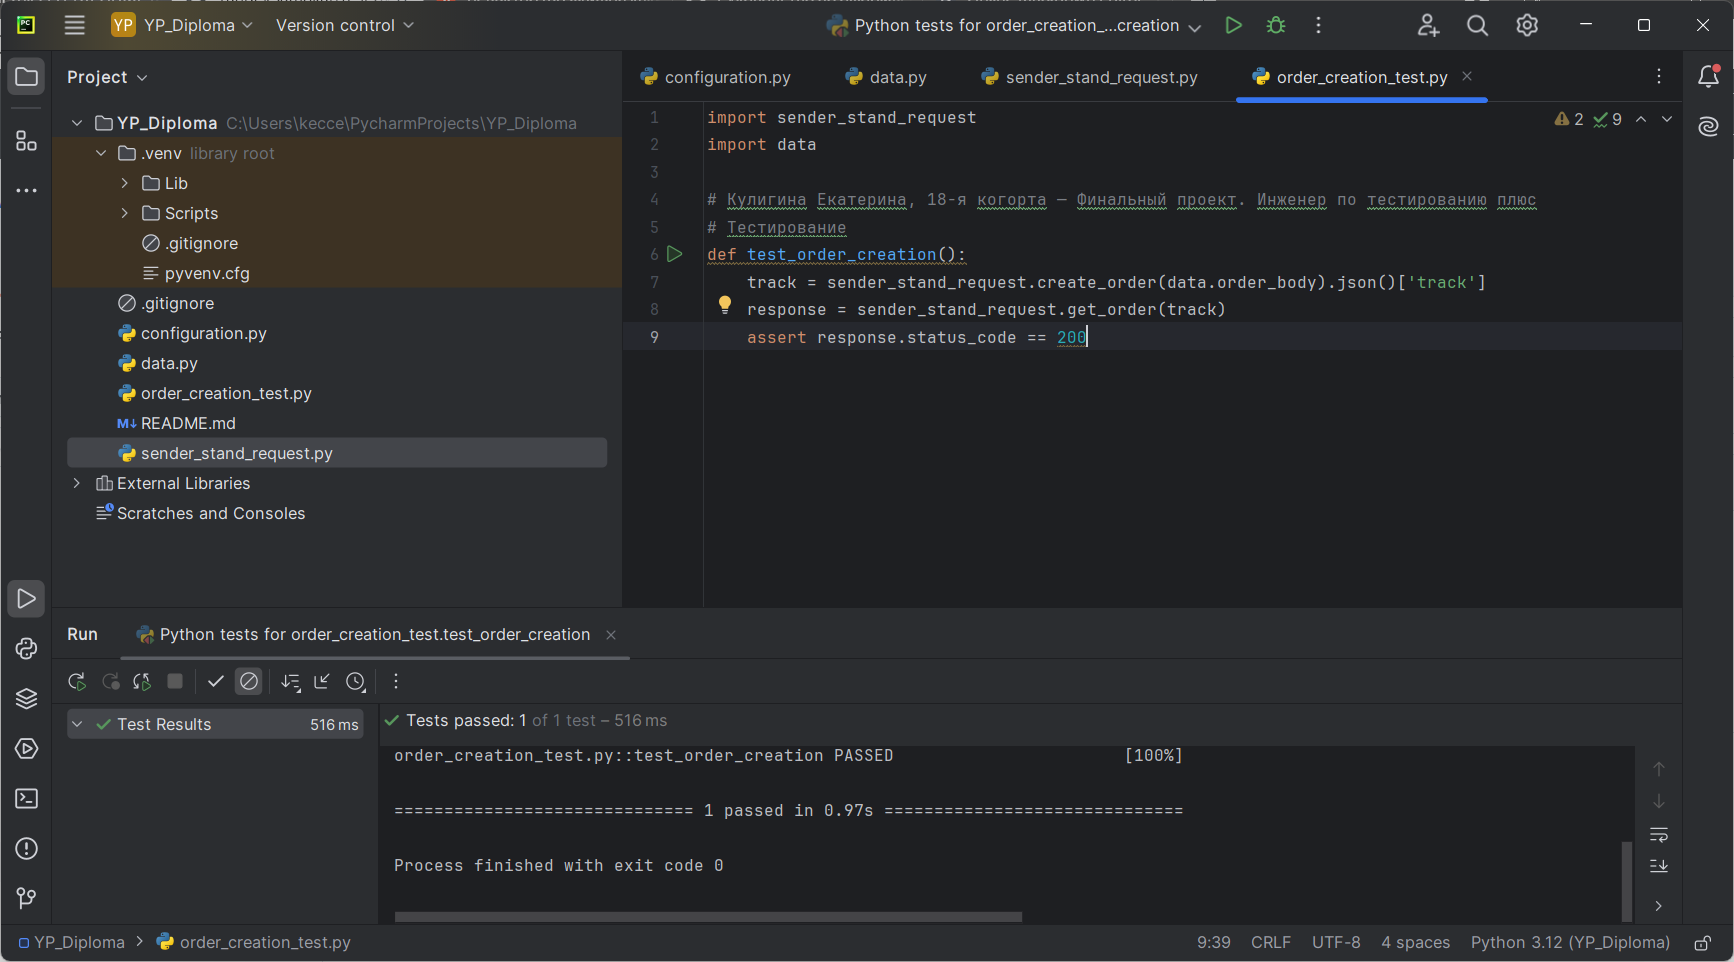 PC
YP YP_Diploma Version control
Python tests for order_creation_...creation
Project
configuration.py data.py sender_stand_request.py order_creation_test.py
YP_Diploma C:\Users\kecce\PycharmProjects\YP_Diploma
.venv library root
Lib
Scripts
.gitignore
pyvenv.cfg
.gitignore
configuration.py
data.py
order_creation_test.py
M↓ README.md
sender_stand_request.py
External Libraries
Scratches and Consoles
2 9
1 import sender_stand_request
2 import data
3
4 # Кулигина Екатерина, 18-я когорта — Финальный проект. Инженер по тестированию плюс
5 # Тестирование
6 def test_order_creation():
7 track = sender_stand_request.create_order(data.order_body).json()['track']
8 response = sender_stand_request.get_order(track)
9 assert response.status_code == 200
Run Python tests for order_creation_test.test_order_creation
Test Results 516 ms
Tests passed: 1 of 1 test – 516 ms
order_creation_test.py::test_order_creation PASSED [100%]
============================== 1 passed in 0.97s ==============================
Process finished with exit code 0
YP_Diploma > order_creation_test.py
9:39 CRLF UTF-8 4 spaces Python 3.12 (YP_Diploma)